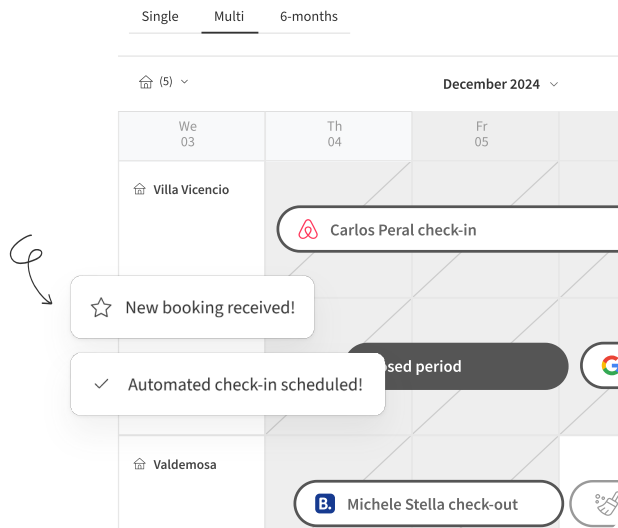 Single Multi 6-months
(5) December 2024
We Th Fr
03 04 05
Villa Vicencio
Carlos Peral check-in
New booking received!
period
Automated check-in scheduled!
Valdemosa
B. Michele Stella check-out